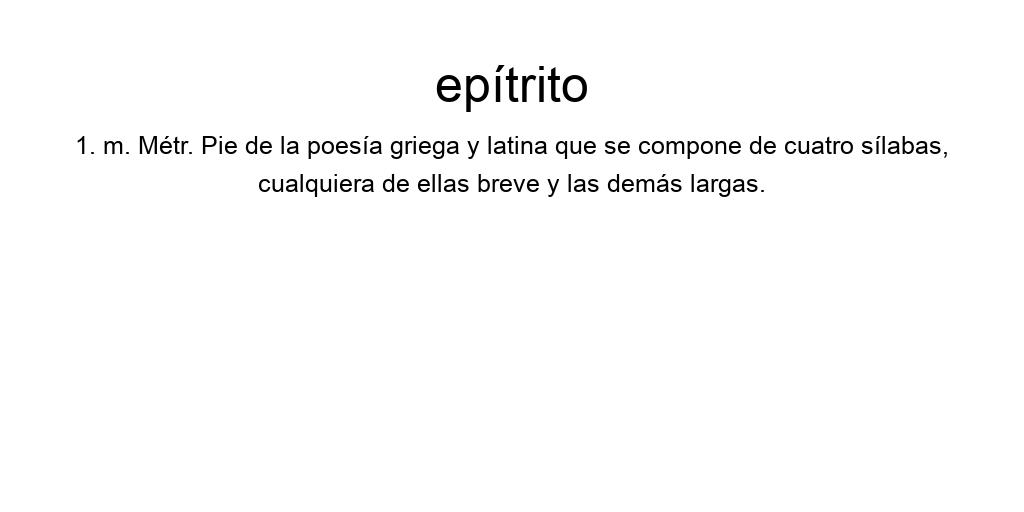 epítrito
1. m. Métr. Pie de la poesía griega y latina que se compone de cuatro sílabas,
cualquiera de ellas breve y las demás largas.